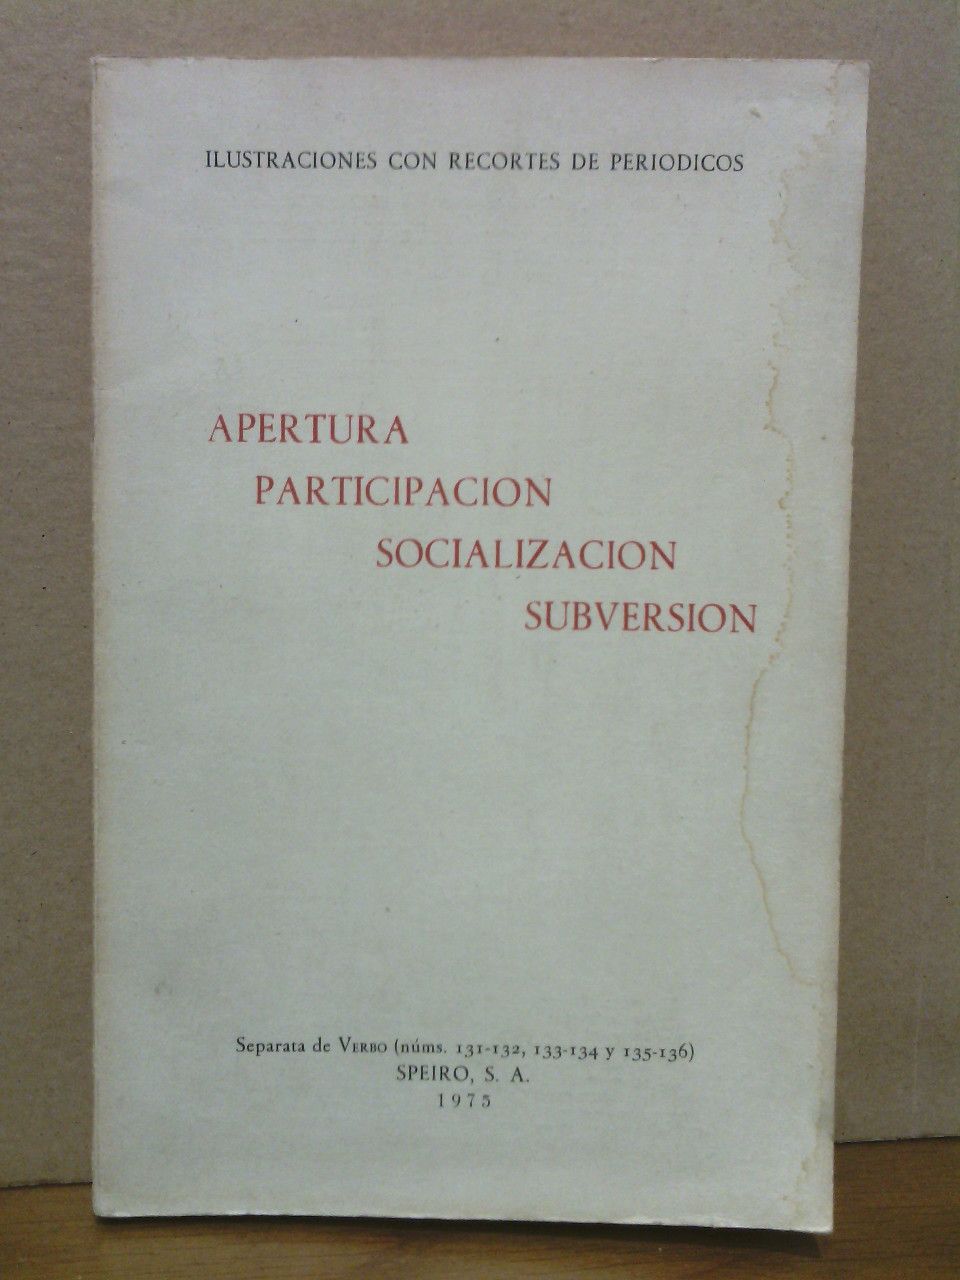 ILUSTRACIONES CON RECORTES DE PERIODICOS
APERTURA
PARTICIPACION
SOCIALIZACION
SUBVERSION
Separata de VERBO (núms. 131-132, 133-134 y 135-136)
SPEIRO, S. A.
1975